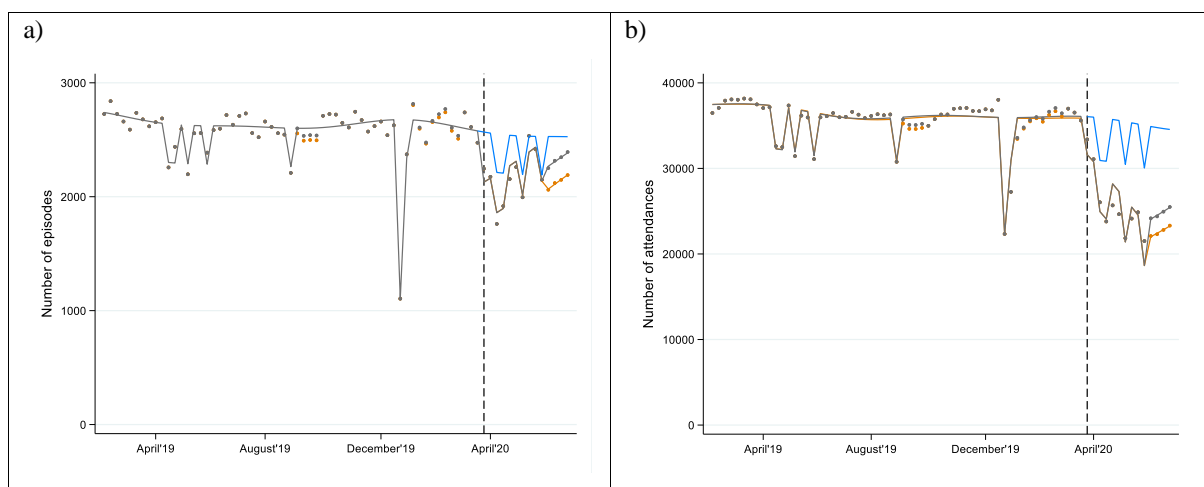 a)
3000
2000
1000
0
Number of episodes
April'19
August'19
December'19
April'20
b)
40000
30000
20000
10000
0
Number of attendances
April'19
August'19
December'19
April'20